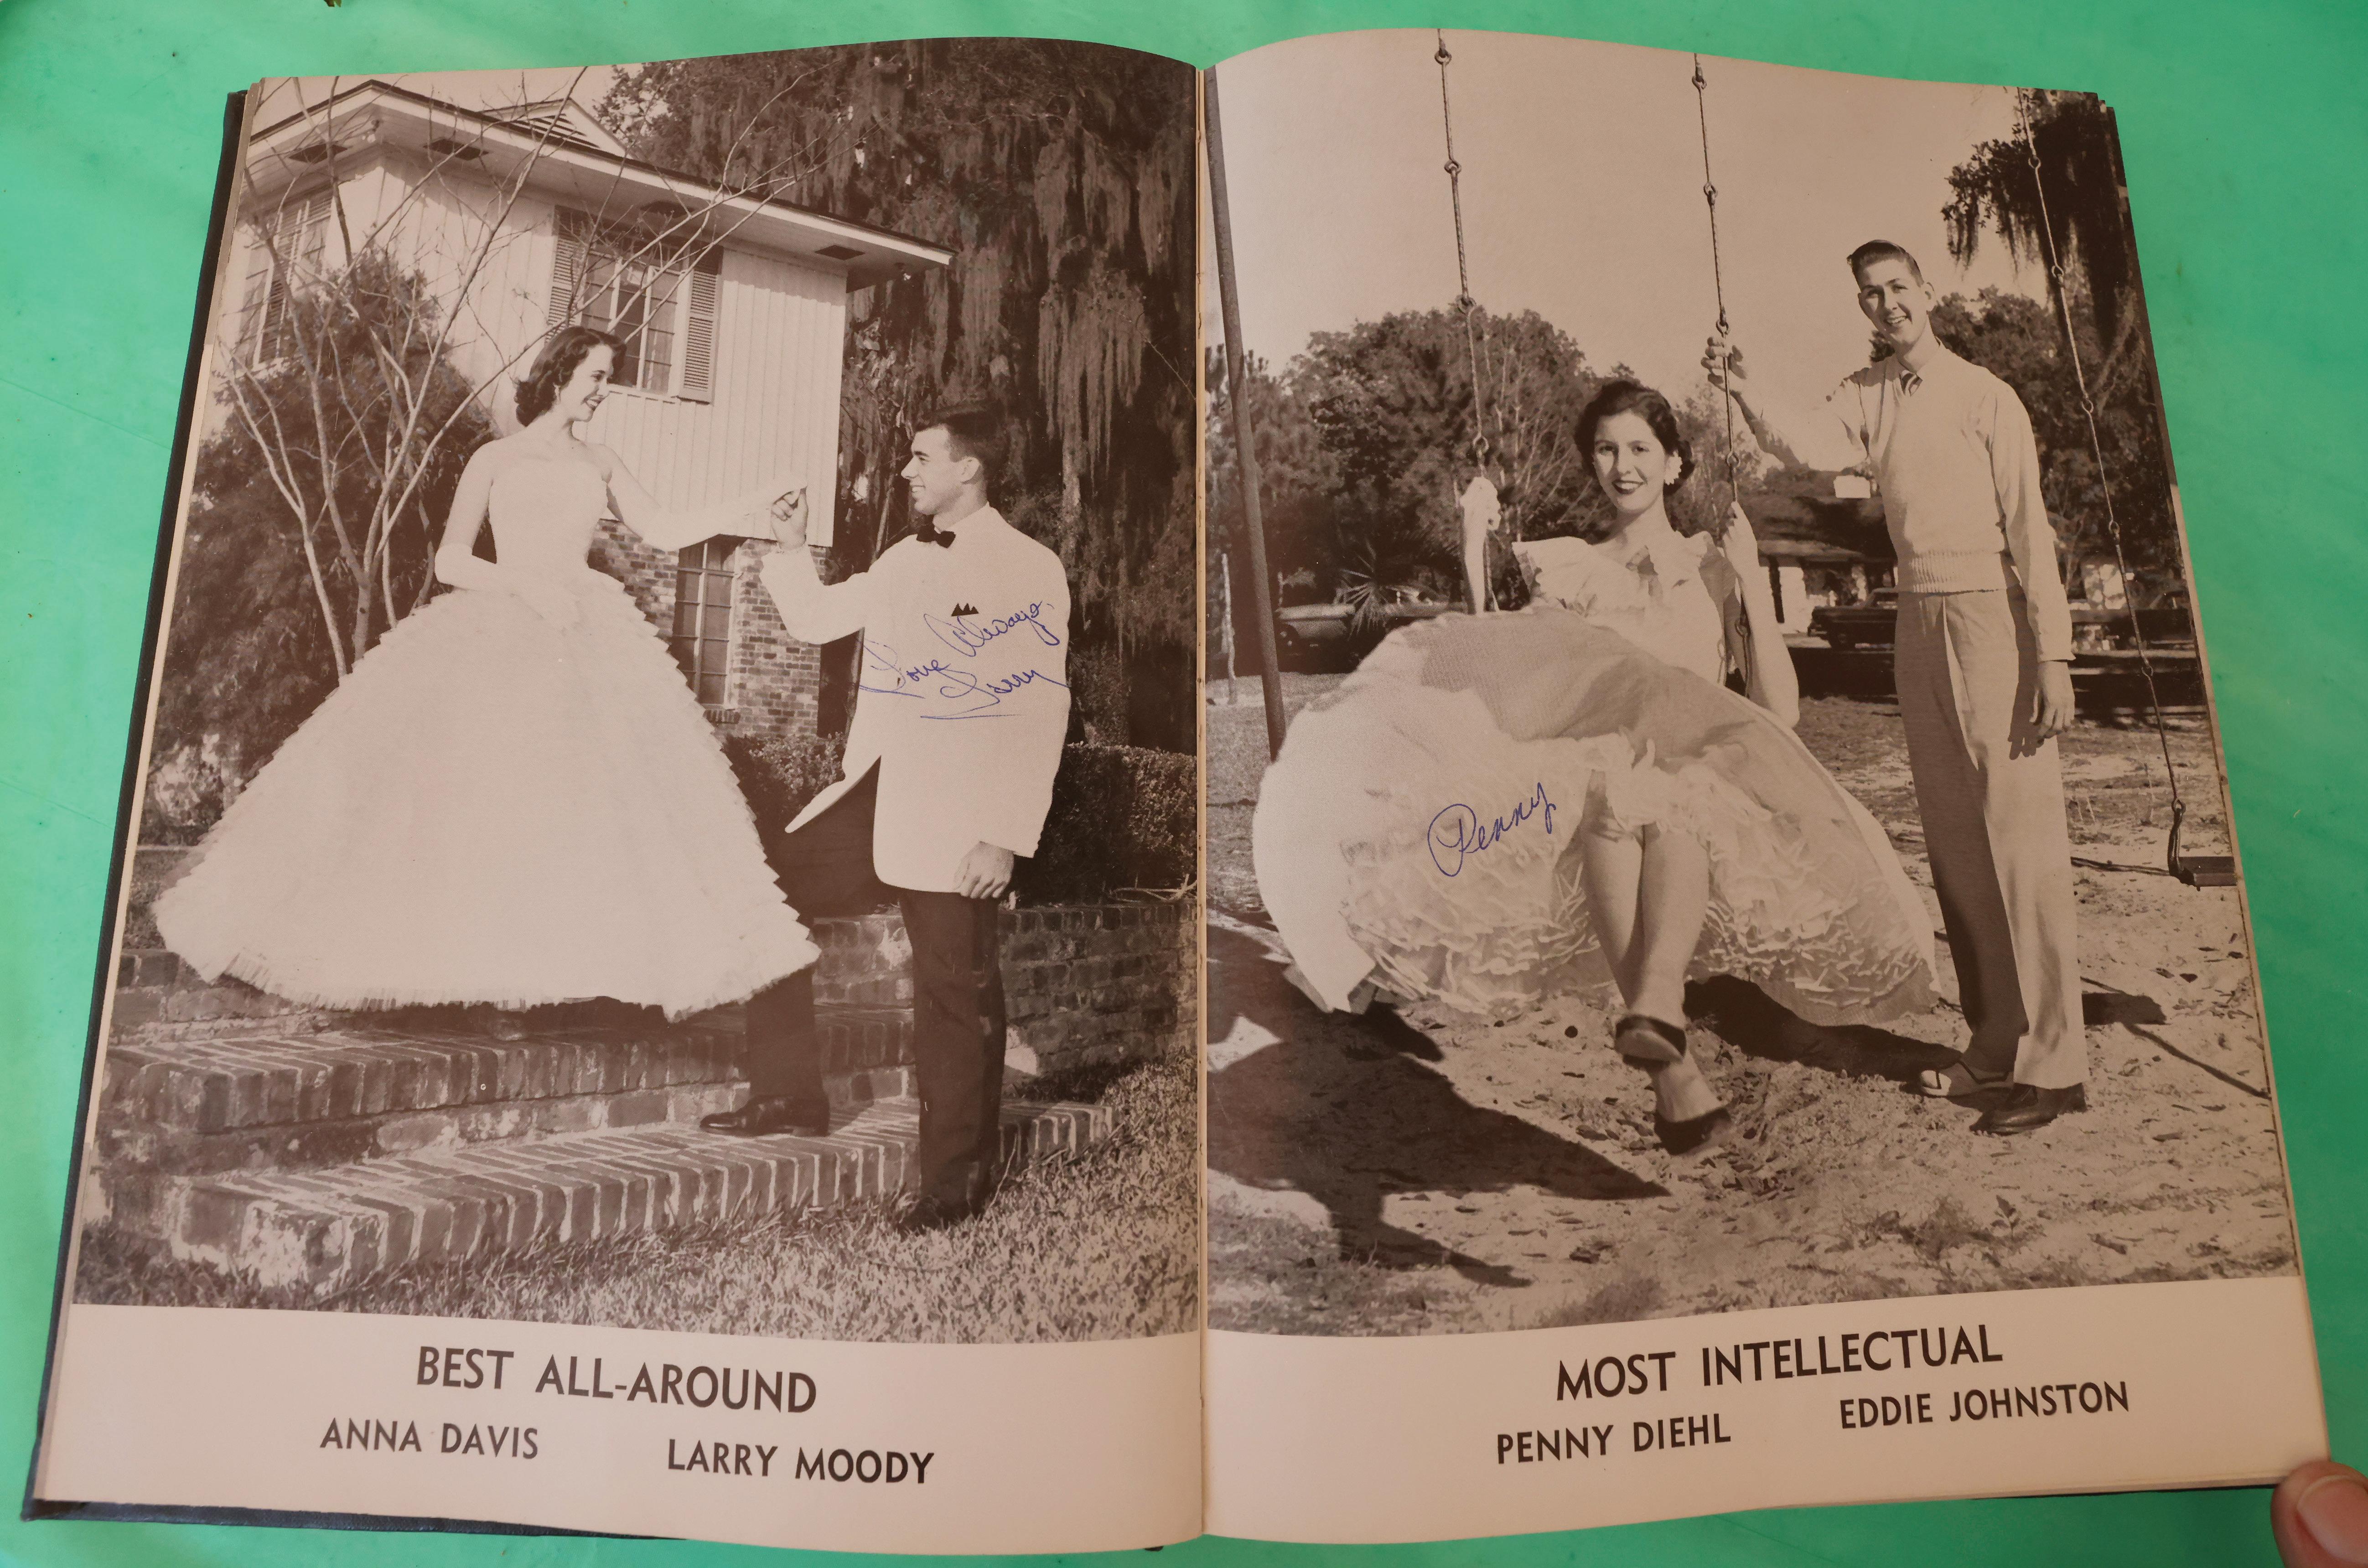 Love Always,
Larry
BEST ALL-AROUND
ANNA DAVIS LARRY MOODY
Penny
MOST INTELLECTUAL
PENNY DIEHL EDDIE JOHNSTON